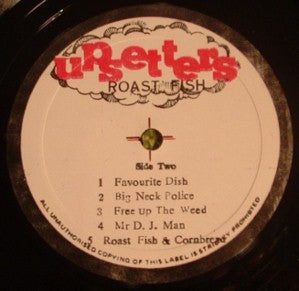 upsetters
ROAST FISH
Side Two
1 Favourite Dish
2 Big Neck Police
3 Free up The Weed
4 Mr D. J. Man
5 Roast Fish & Cornbread
ALL UNAUTHORISED COPYING OF THIS LABEL IS STRICTLY PROHIBITED